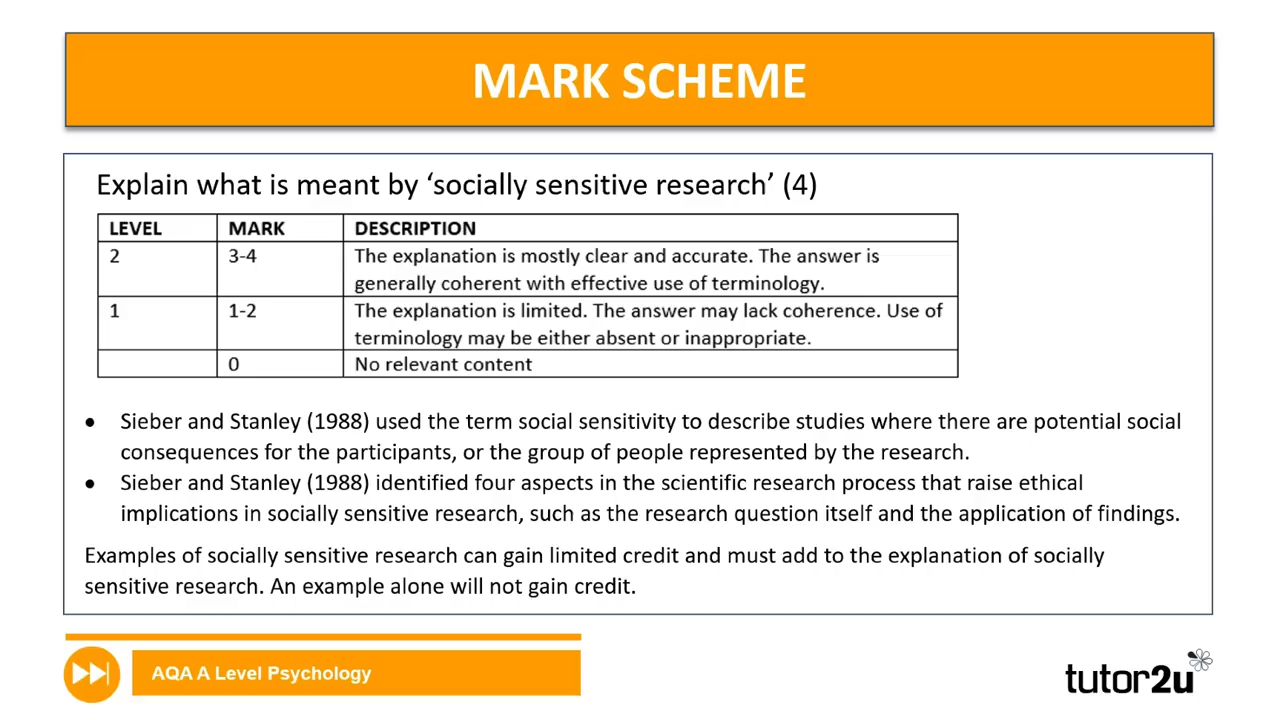 MARK SCHEME
Explain what is meant by ‘socially sensitive research’ (4)
LEVEL MARK DESCRIPTION
2 3-4 The explanation is mostly clear and accurate. The answer is
generally coherent with effective use of terminology.
1 1-2 The explanation is limited. The answer may lack coherence. Use of
terminology may be either absent or inappropriate.
0 No relevant content
• Sieber and Stanley (1988) used the term social sensitivity to describe studies where there are potential social
consequences for the participants, or the group of people represented by the research.
• Sieber and Stanley (1988) identified four aspects in the scientific research process that raise ethical
implications in socially sensitive research, such as the research question itself and the application of findings.
Examples of socially sensitive research can gain limited credit and must add to the explanation of socially
sensitive research. An example alone will not gain credit.
AQA A Level Psychology
tutor2u